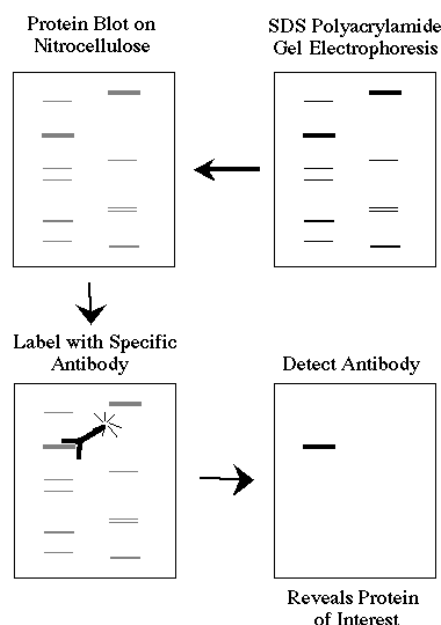 Protein Blot on
Nitrocellulose
SDS Polyacrylamide
Gel Electrophoresis
Label with Specific
Antibody
Detect Antibody
Reveals Protein
of Interest